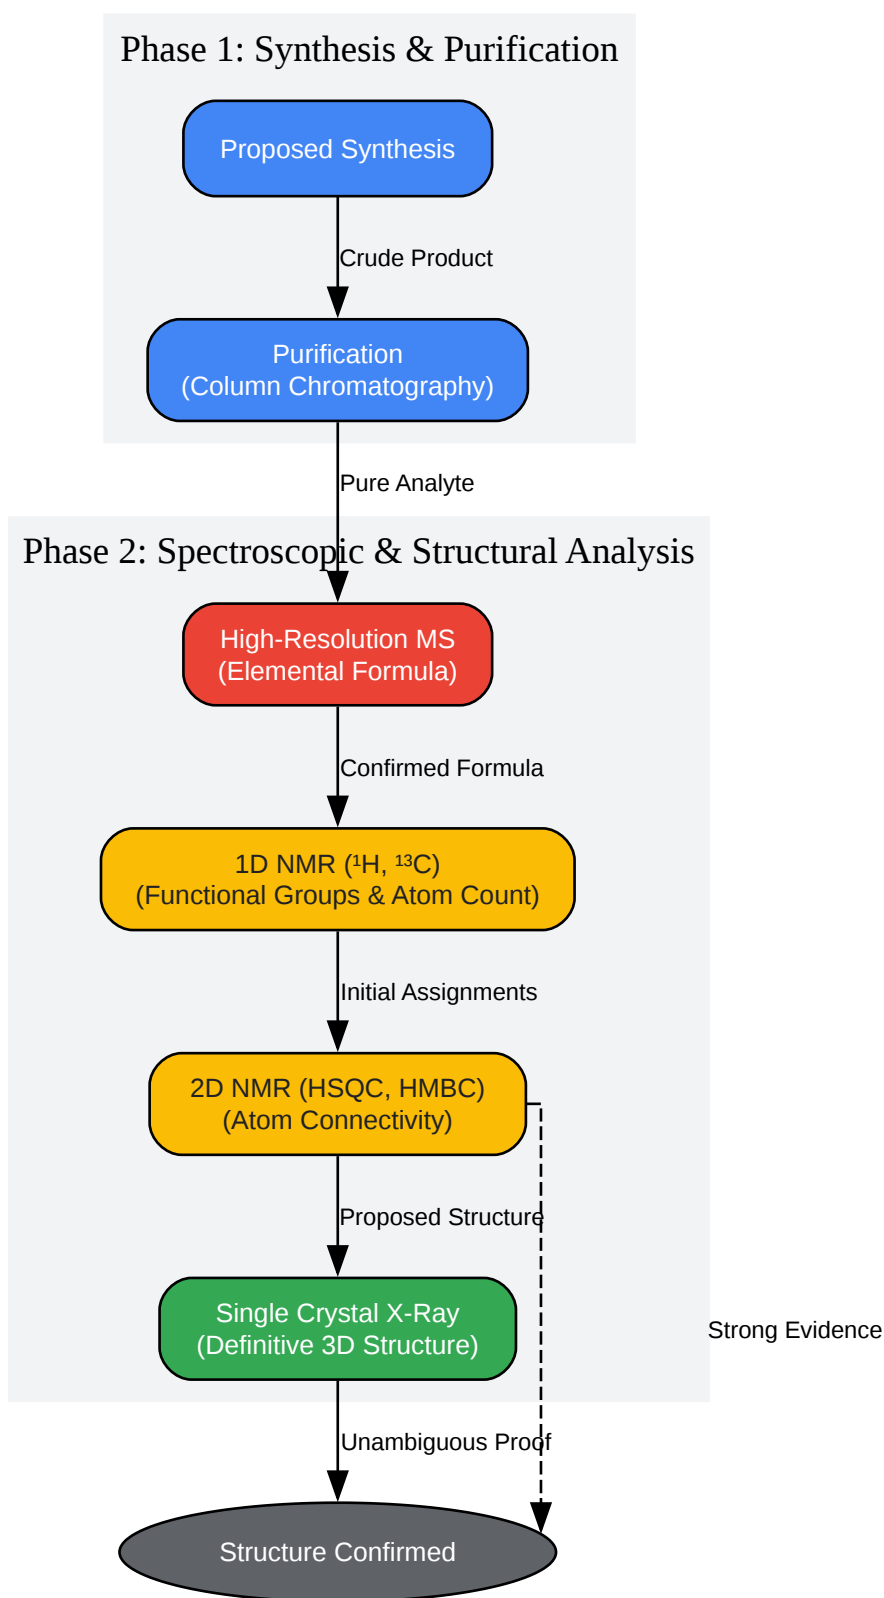 Phase 1: Synthesis & Purification
Proposed Synthesis
Crude Product
Purification
(Column Chromatography)
Pure Analyte
Phase 2: Spectroscopic & Structural Analysis
High-Resolution MS
(Elemental Formula)
Confirmed Formula
1D NMR (¹H, ¹³C)
(Functional Groups & Atom Count)
Initial Assignments
2D NMR (HSQC, HMBC)
(Atom Connectivity)
Proposed Structure
Single Crystal X-Ray
(Definitive 3D Structure)
Strong Evidence
Unambiguous Proof
Structure Confirmed